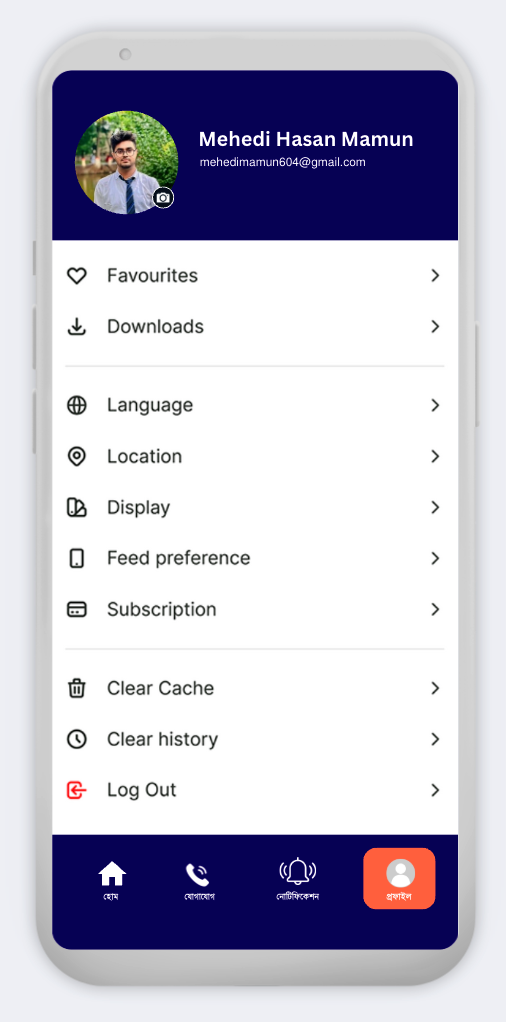 Mehedi Hasan Mamun
mehedimamun604@gmail.com
Favourites
Downloads
Language
Location
Display
Feed preference
Subscription
Clear Cache
Clear history
Log Out
হোম
যোগাযোগ
নোটিফিকেশন
প্রফাইল